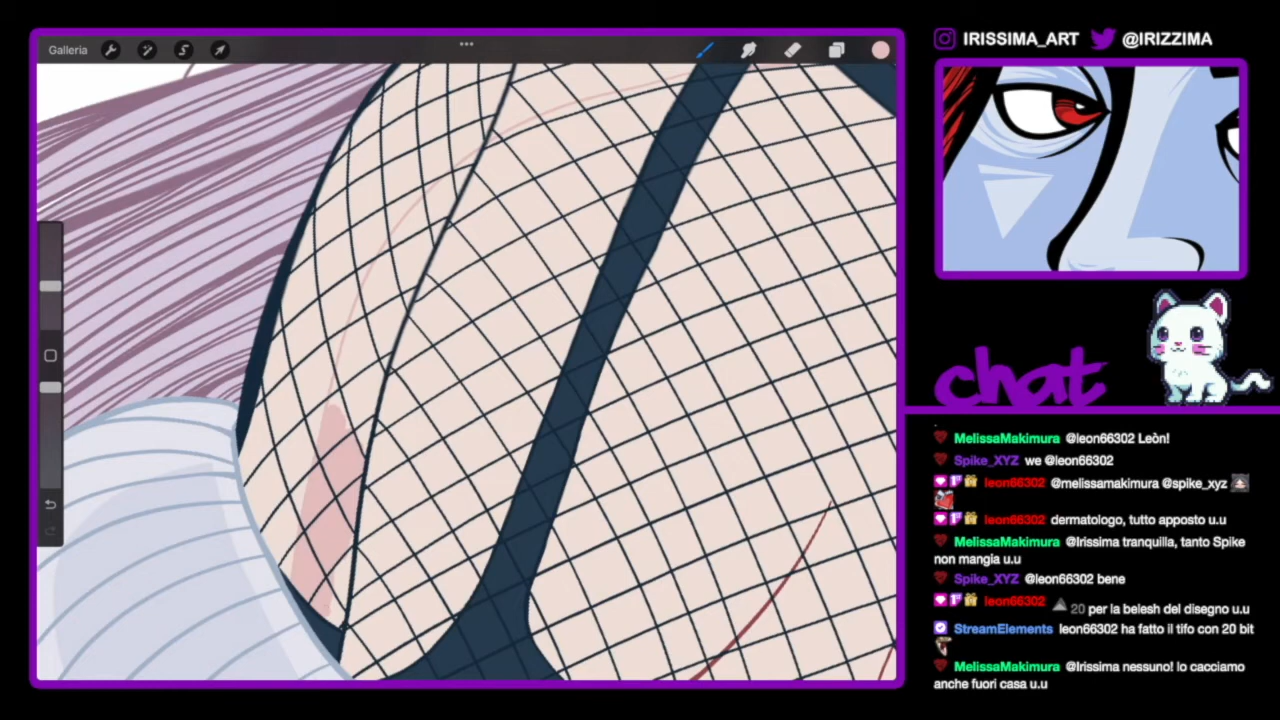 Galleria
IRISSIMA_ART @IRIZZIMA
chat
MelissaMakimura @leon66302 Leòn!
Spike_XYZ we @leon66302
leon66302 @melissamakimura @spike_xyz
leon66302 dermatologo, tutto apposto u.u
MelissaMakimura @Irissima tranquilla, tanto Spike
non mangia u.u
Spike_XYZ @leon66302 bene
leon66302 20 per la belesh del disegno u.u
StreamElements leon66302 ha fatto il tifo con 20 bit
MelissaMakimura @Irissima nessuno! lo cacciamo
anche fuori casa u.u